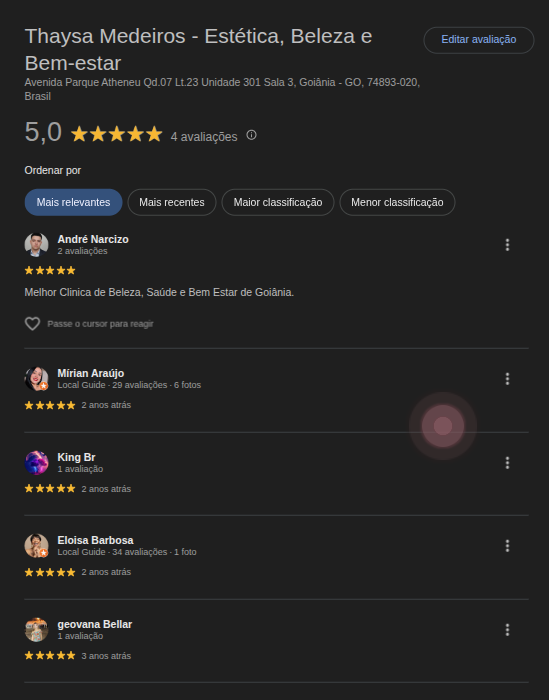 Thaysa Medeiros - Estética, Beleza e
Bem-estar
Editar avaliação
Avenida Parque Atheneu Qd.07 Lt.23 Unidade 301 Sala 3, Goiânia - GO, 74893-020,
Brasil
5,0 4 avaliações
Ordenar por
Mais relevantes
Mais recentes
Maior classificação
Menor classificação
André Narcizo
2 avaliações
Melhor Clinica de Beleza, Saúde e Bem Estar de Goiânia.
Passe o cursor para reagir
Mírian Araújo
Local Guide · 29 avaliações · 6 fotos
2 anos atrás
King Br
1 avaliação
2 anos atrás
Eloisa Barbosa
Local Guide · 34 avaliações · 1 foto
2 anos atrás
geovana Bellar
1 avaliação
3 anos atrás